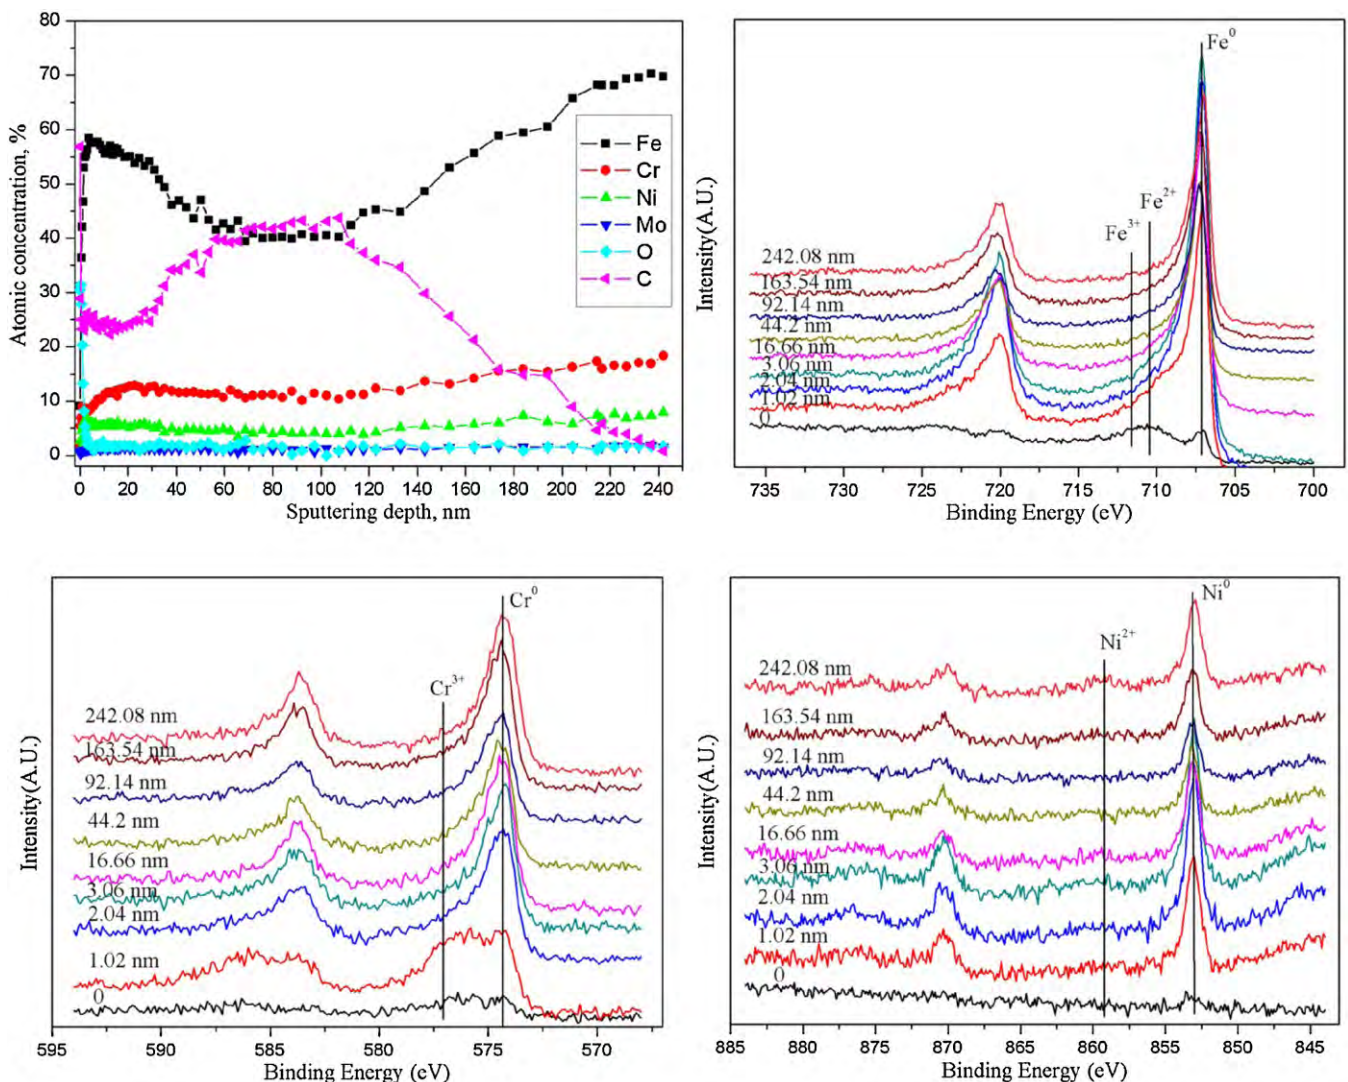 80
70
60
50
40
30
20
10
0
Atomic concentration, %
Fe
Cr
Ni
Mo
O
C
0 20 40 60 80 100 120 140 160 180 200 220 240
Sputtering depth, nm
Fe⁰
Fe²⁺
Fe³⁺
Intensity(A.U.)
242.08 nm
163.54 nm
92.14 nm
44.2 nm
16.66 nm
3.06 nm
2.04 nm
1.02 nm
0
735 730 725 720 715 710 705 700
Binding Energy (eV)
Cr⁰
Cr³⁺
Intensity(A.U.)
242.08 nm
163.54 nm
92.14 nm
44.2 nm
16.66 nm
3.06 nm
2.04 nm
1.02 nm
0
595 590 585 580 575 570
Binding Energy (eV)
Ni⁰
Ni²⁺
Intensity(A.U.)
242.08 nm
163.54 nm
92.14 nm
44.2 nm
16.66 nm
3.06 nm
2.04 nm
1.02 nm
0
885 880 875 870 865 860 855 850 845
Binding Energy (eV)